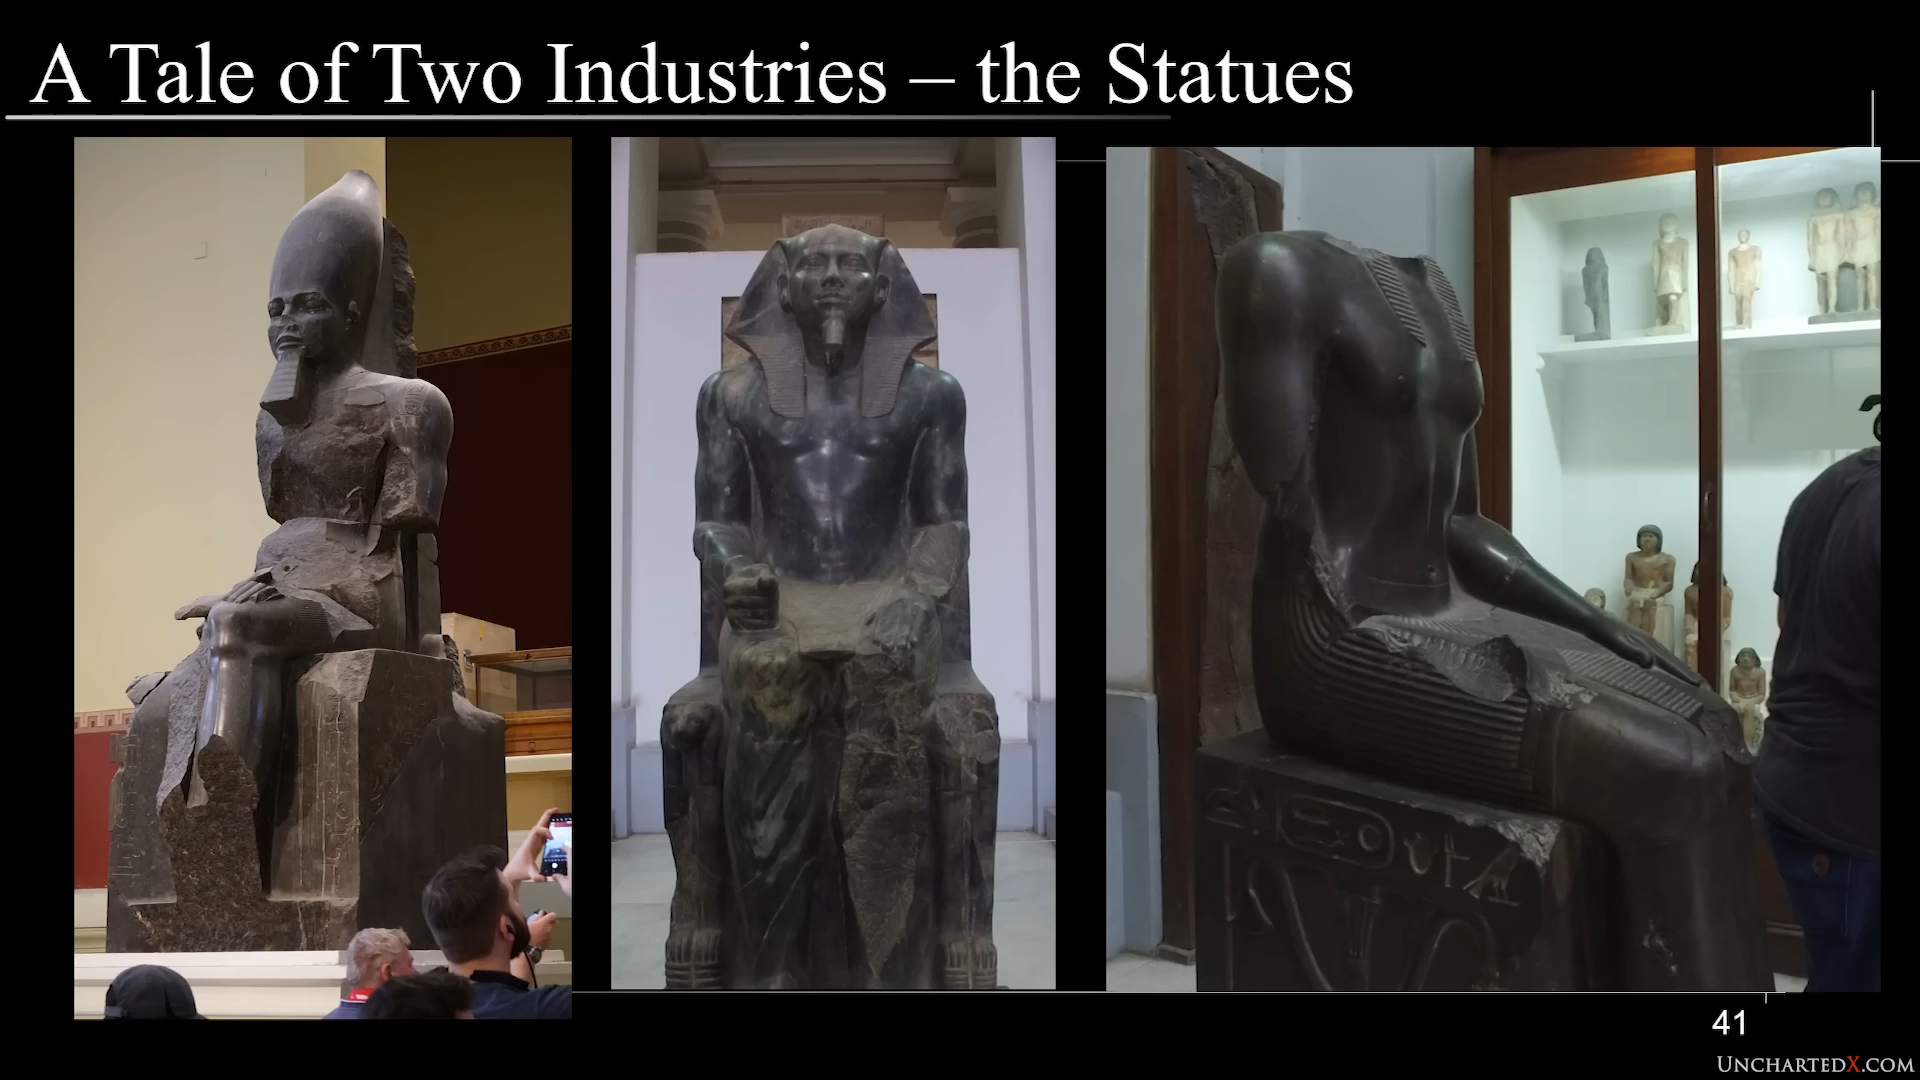 A Tale of Two Industries – the Statues
41
UNCHARTEDX.COM